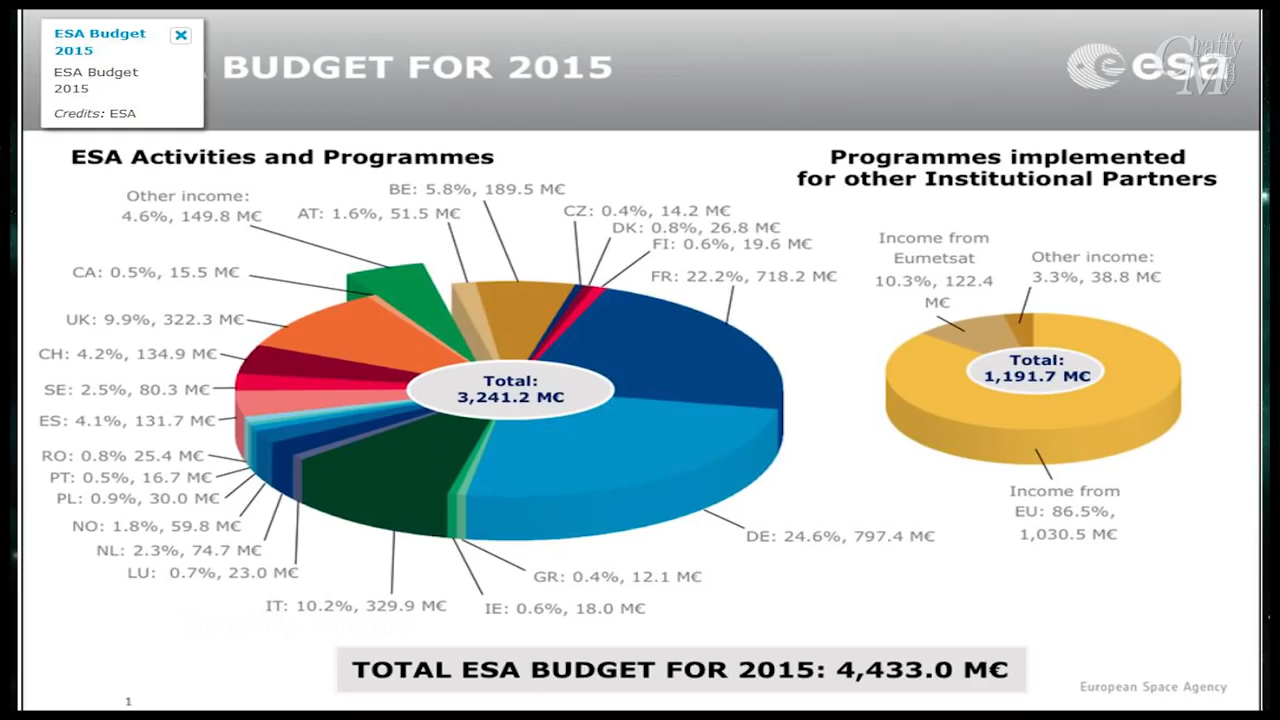 ESA Budget
2015
ESA Budget
2015
Credits: ESA
BUDGET FOR 2015
esa
Crafty
ESA Activities and Programmes
Programmes implemented
for other Institutional Partners
Other income:
4.6%, 149.8 M€
BE: 5.8%, 189.5 M€
AT: 1.6%, 51.5 M€
CZ: 0.4%, 14.2 M€
DK: 0.8%, 26.8 M€
FI: 0.6%, 19.6 M€
FR: 22.2%, 718.2 M€
CA: 0.5%, 15.5 M€
UK: 9.9%, 322.3 M€
CH: 4.2%, 134.9 M€
SE: 2.5%, 80.3 M€
ES: 4.1%, 131.7 M€
RO: 0.8% 25.4 M€
PT: 0.5%, 16.7 M€
PL: 0.9%, 30.0 M€
NO: 1.8%, 59.8 M€
NL: 2.3%, 74.7 M€
LU: 0.7%, 23.0 M€
IT: 10.2%, 329.9 M€
IE: 0.6%, 18.0 M€
GR: 0.4%, 12.1 M€
DE: 24.6%, 797.4 M€
Total:
3,241.2 M€
Income from
Eumetsat
10.3%, 122.4
M€
Other income:
3.3%, 38.8 M€
Total:
1,191.7 M€
Income from
EU: 86.5%,
1,030.5 M€
TOTAL ESA BUDGET FOR 2015: 4,433.0 M€
European Space Agency
1